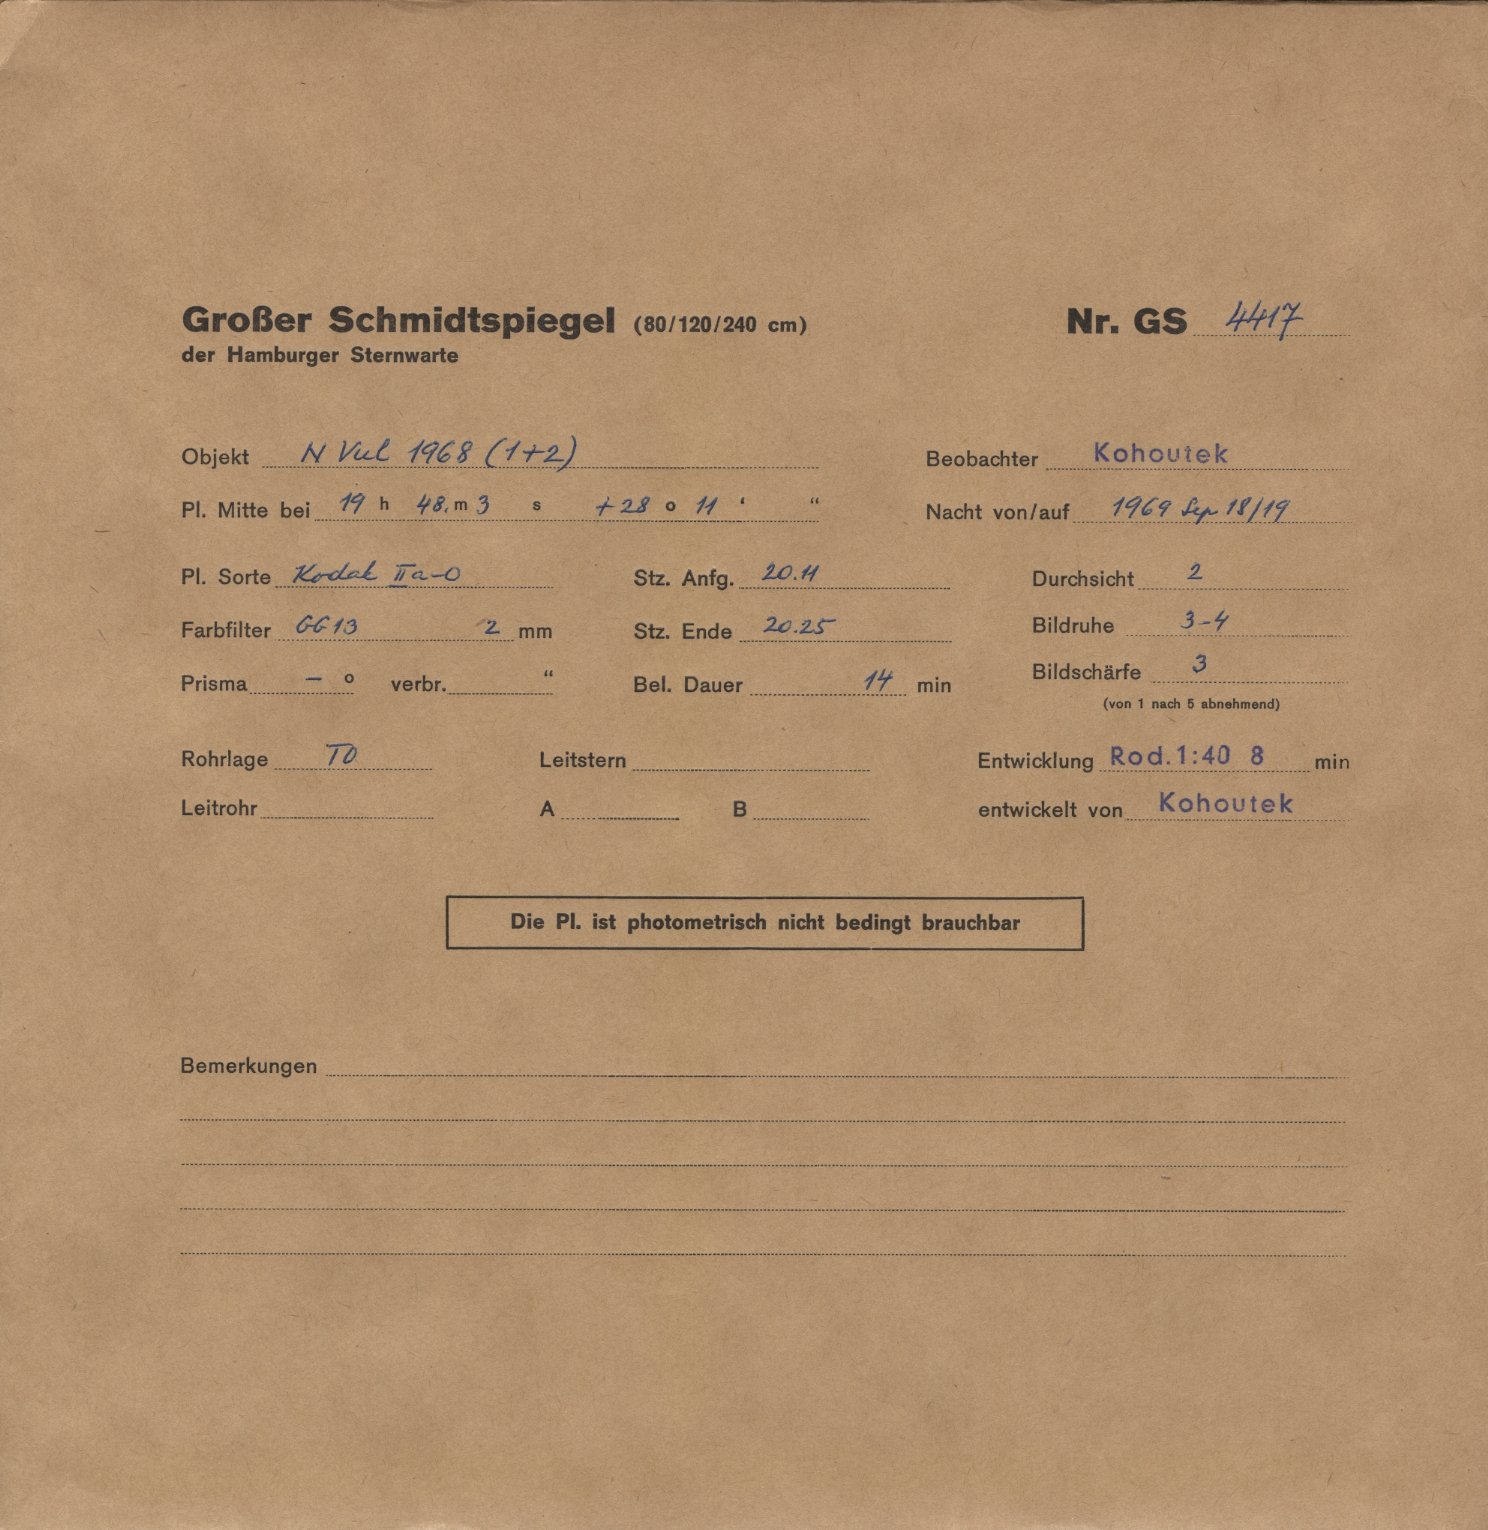 Großer Schmidtspiegel (80/120/240 cm) Nr. GS 4417
der Hamburger Sternwarte
Objekt N Vul 1968 (1+2) Beobachter Kohoutek
Pl. Mitte bei 19 h 48. m 3 s +28 o 11 ‘ “ Nacht von/auf 1969 Sep 18/19
Pl. Sorte Kodak IIa-O Stz. Anfg. 20.11 Durchsicht 2
Farbfilter GG13 2 mm Stz. Ende 20.25 Bildruhe 3-4
Prisma – o verbr. “ Bel. Dauer 14 min Bildschärfe 3
(von 1 nach 5 abnehmend)
Rohrlage TO Leitstern Entwicklung Rod. 1:40 8 min
Leitrohr A B entwickelt von Kohoutek
Die Pl. ist photometrisch nicht bedingt brauchbar
Bemerkungen